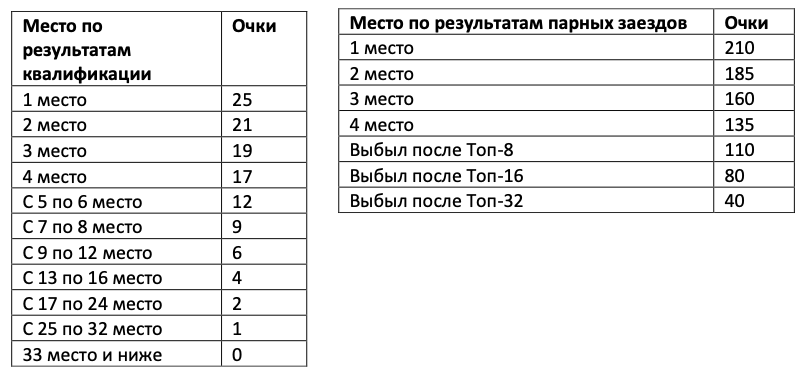 Место по результатам квалификации Очки
1 место 25
2 место 21
3 место 19
4 место 17
С 5 по 6 место 12
С 7 по 8 место 9
С 9 по 12 место 6
С 13 по 16 место 4
С 17 по 24 место 2
С 25 по 32 место 1
33 место и ниже 0
Место по результатам парных заездов Очки
1 место 210
2 место 185
3 место 160
4 место 135
Выбыл после Топ-8 110
Выбыл после Топ-16 80
Выбыл после Топ-32 40